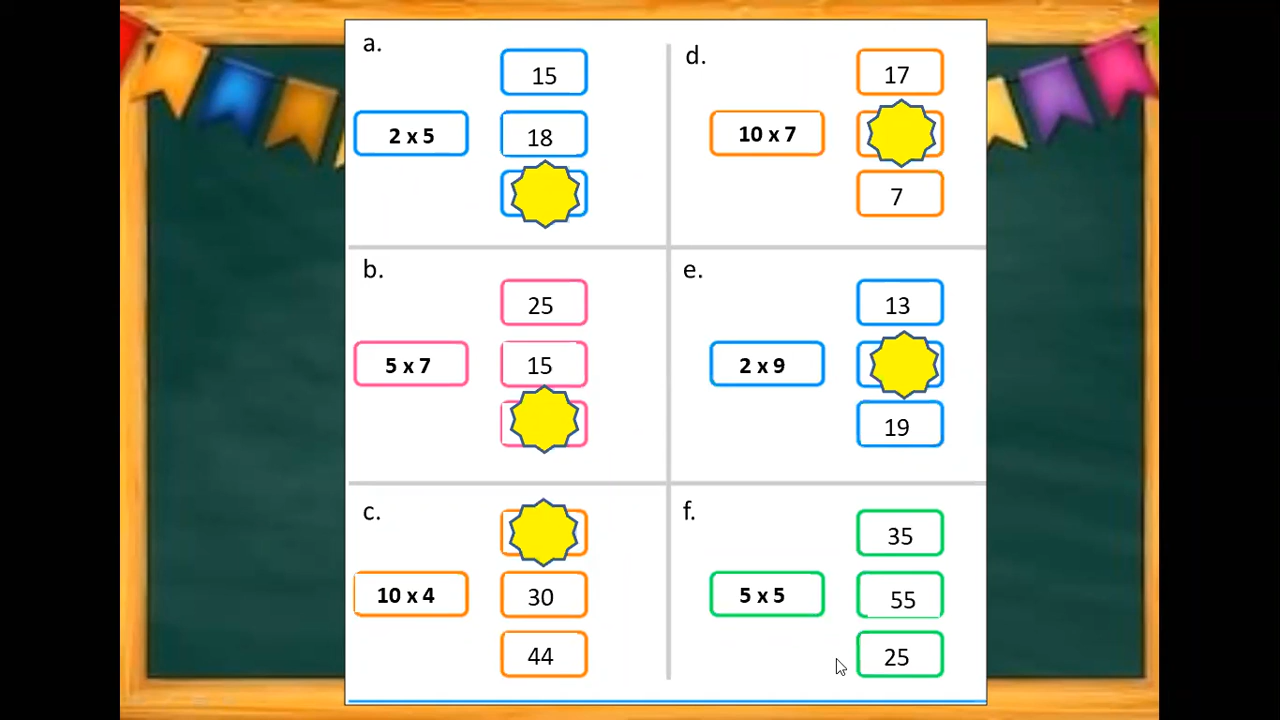 a.
15
2 x 5
18
b.
25
5 x 7
15
c.
10 x 4
30
44
d.
17
10 x 7
7
e.
13
2 x 9
19
f.
35
5 x 5
55
25